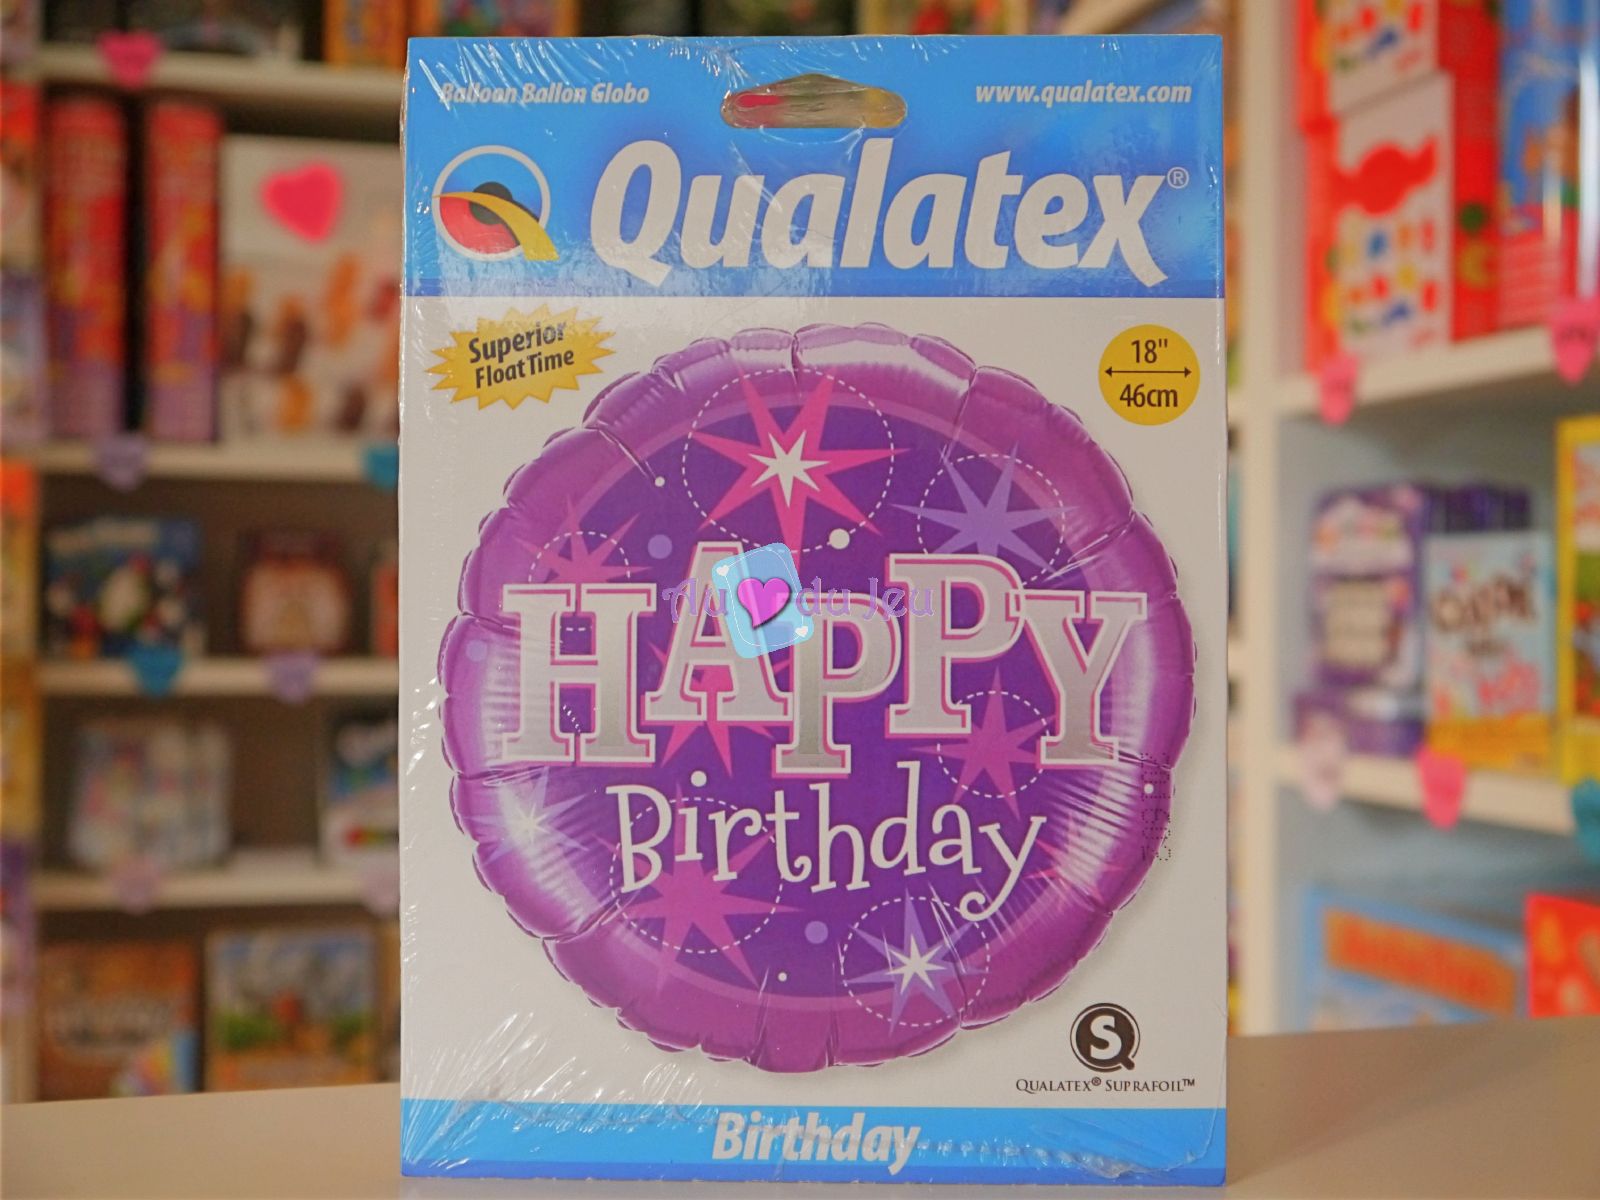 Balloon Ballon Globo
www.qualatex.com
Qualatex®
Superior
Float Time
18"
46cm
HAPPY
Au du Jeu
Birthday
S
QUALATEX® SUPRAFOIL™
Birthday